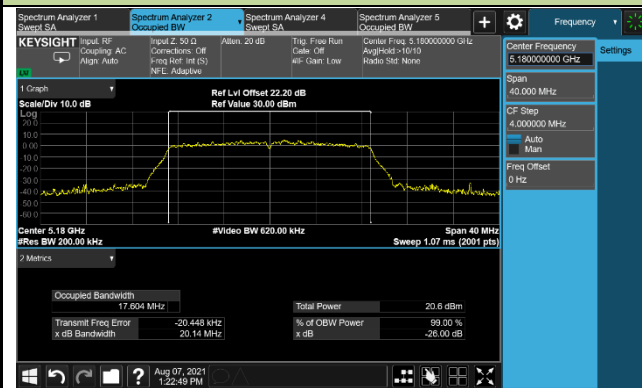 Spectrum Analyzer 1
Swept SA
Spectrum Analyzer 2
Occupied BW
Spectrum Analyzer 4
Swept SA
Spectrum Analyzer 5
Occupied BW
+
Frequency
KEYSIGHT
Input: RF
Coupling: AC
Align: Auto
Input Z: 50 Ω
Corrections: Off
Freq Ref: Int (S)
NFE: Adaptive
Atten: 20 dB
Trig: Free Run
Gate: Off
#IF Gain: Low
Center Freq: 5.180000000 GHz
Avg|Hold:>10/10
Radio Std: None
Center Frequency
5.180000000 GHz
Settings
Span
40.000 MHz
CF Step
4.000000 MHz
Auto
Man
Freq Offset
0 Hz
1 Graph
Scale/Div 10.0 dB
Ref Lvl Offset 22.20 dB
Ref Value 30.00 dBm
Log
20.0
10.0
0.00
-10.0
-20.0
-30.0
-40.0
-50.0
-60.0
Center 5.18 GHz
#Res BW 200.00 kHz
#Video BW 620.00 kHz
Span 40 MHz
Sweep 1.07 ms (2001 pts)
2 Metrics
Occupied Bandwidth
17.604 MHz
Total Power 20.6 dBm
Transmit Freq Error -20.448 kHz
% of OBW Power 99.00 %
x dB Bandwidth 20.14 MHz
x dB -26.00 dB
?
Aug 07, 2021
1:22:49 PM